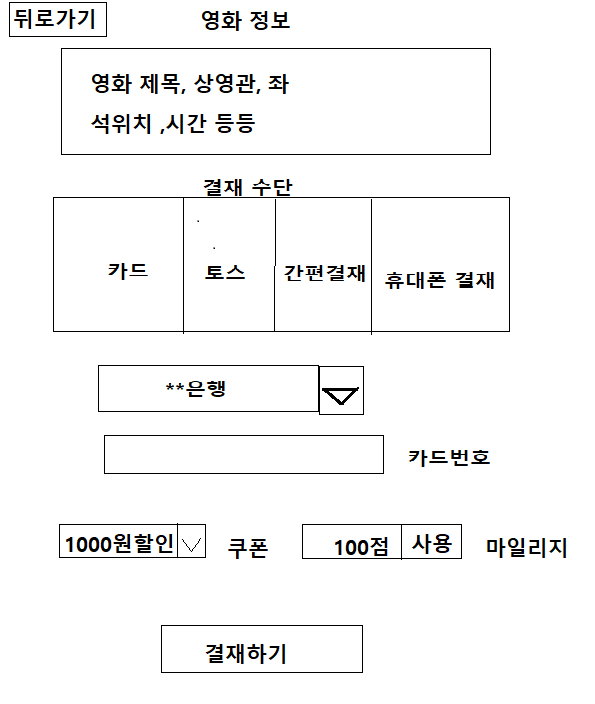 뒤로가기
영화 정보
영화 제목, 상영관, 좌
석위치 ,시간 등등
결재 수단
카드
토스
간편결재
휴대폰 결재
**은행
카드번호
1000원할인
쿠폰
100점
사용
마일리지
결재하기